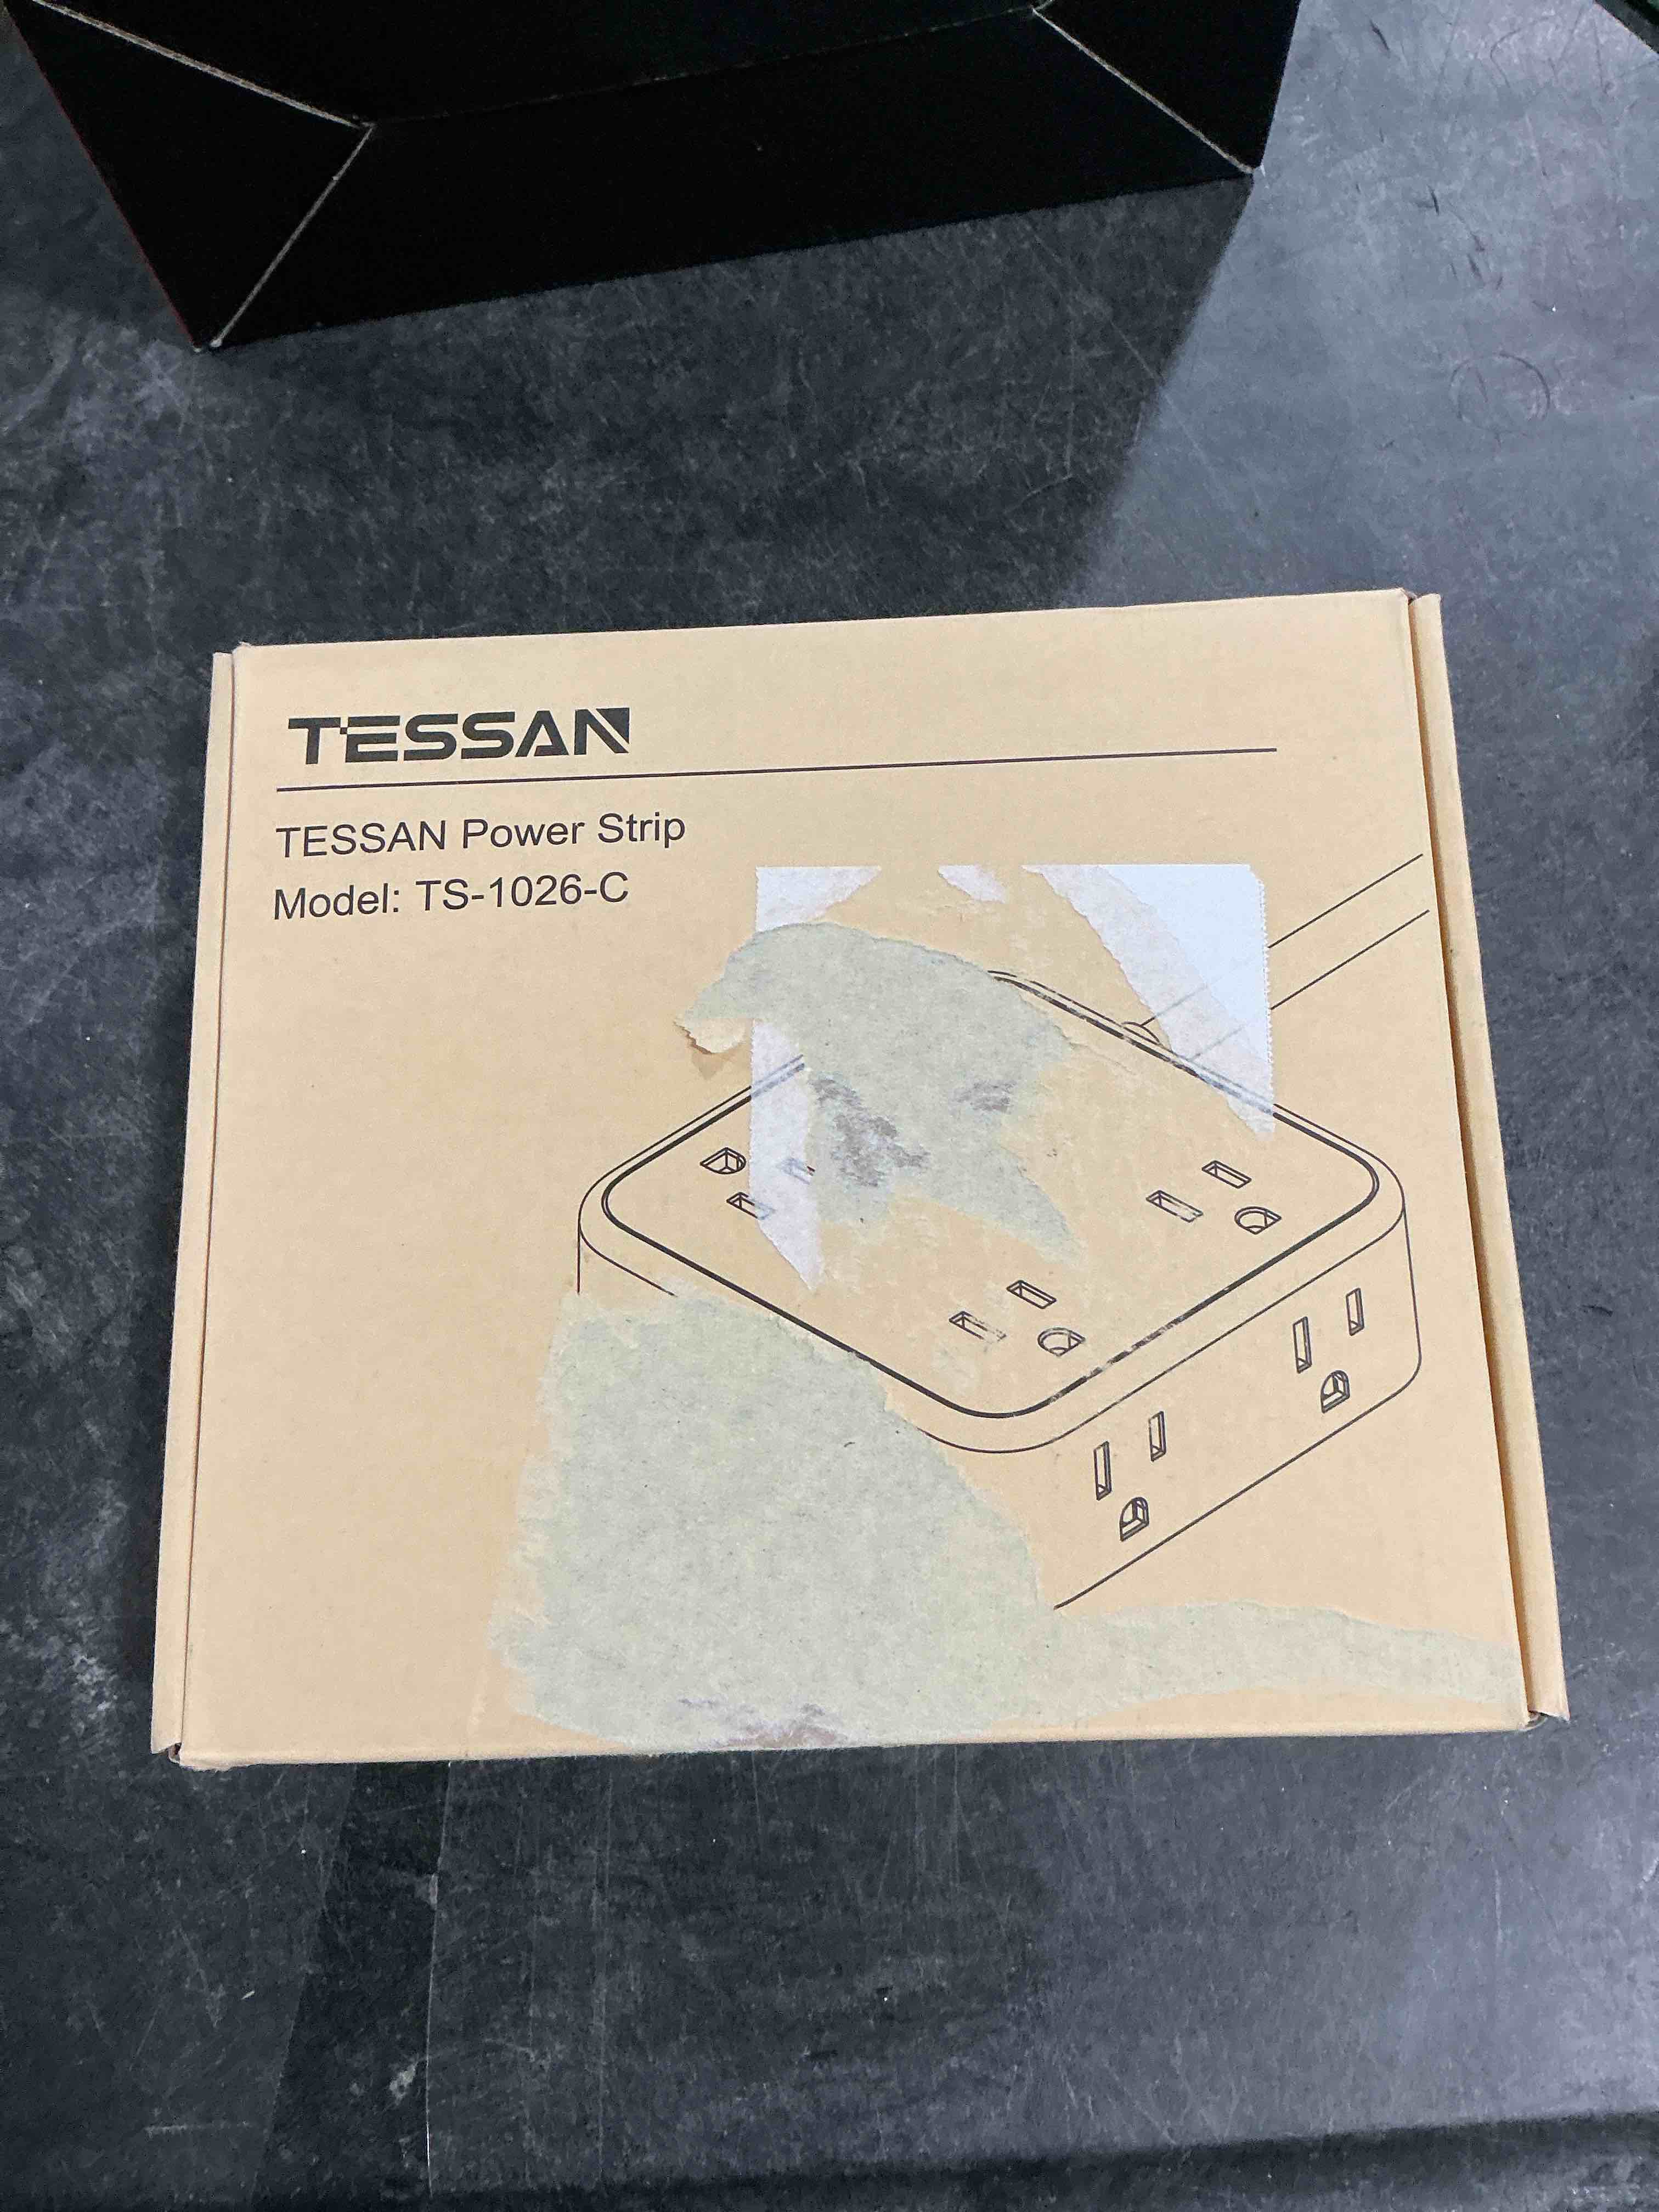 TESSAN
TESSAN Power Strip
Model: TS-1026-C